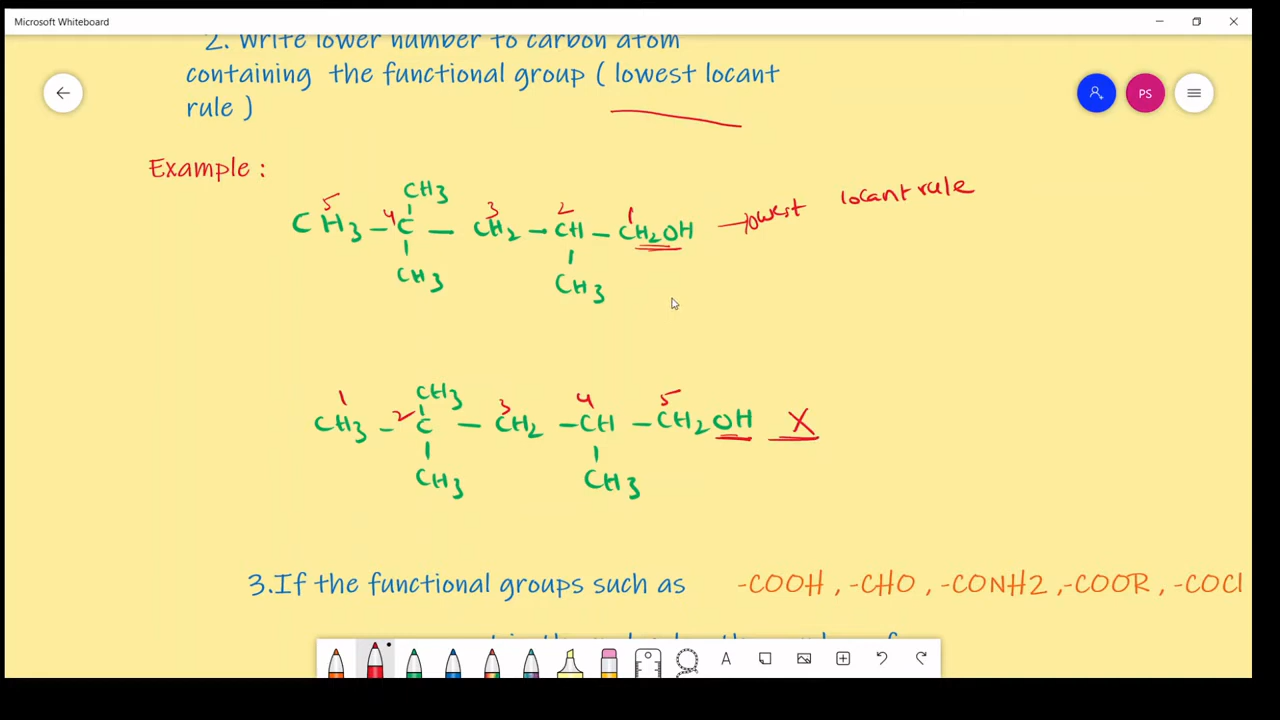 Microsoft Whiteboard
2. Write lower number to carbon atom
containing the functional group ( lowest locant
rule )
PS
Example :
CH3
5 4 3 2 1
CH3 - C - CH2 - CH - CH2OH → lowest locant rule
CH3 CH3
CH3
1 2 3 4 5
CH3 - C - CH2 - CH - CH2OH X
CH3 CH3
3.If the functional groups such as -COOH , -CHO , -CONH2 ,-COOR , -COCl
A